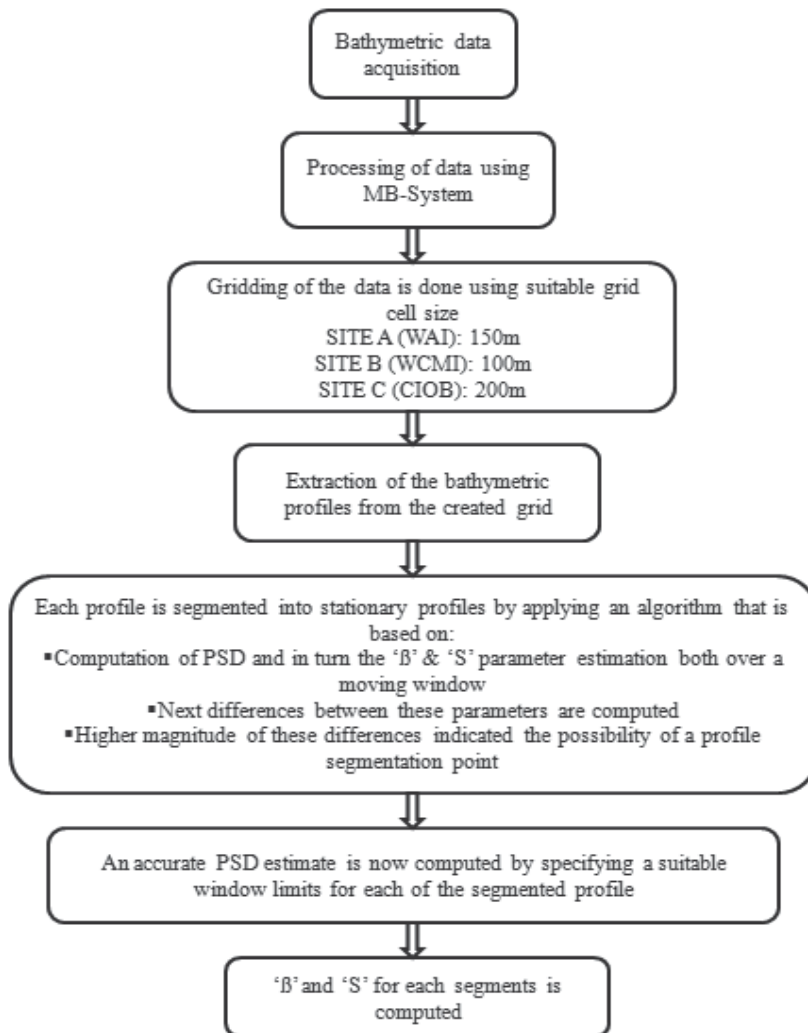 Bathymetric data
acquisition
Processing of data using
MB-System
Gridding of the data is done using suitable grid
cell size
SITE A (WAI): 150m
SITE B (WCMI): 100m
SITE C (CIOB): 200m
Extraction of the bathymetric
profiles from the created grid
Each profile is segmented into stationary profiles by applying an algorithm that is
based on:
▪Computation of PSD and in turn the ‘ß’ & ‘S’ parameter estimation both over a
moving window
▪Next differences between these parameters are computed
▪Higher magnitude of these differences indicated the possibility of a profile
segmentation point
An accurate PSD estimate is now computed by specifying a suitable
window limits for each of the segmented profile
‘ß’ and ‘S’ for each segments is
computed